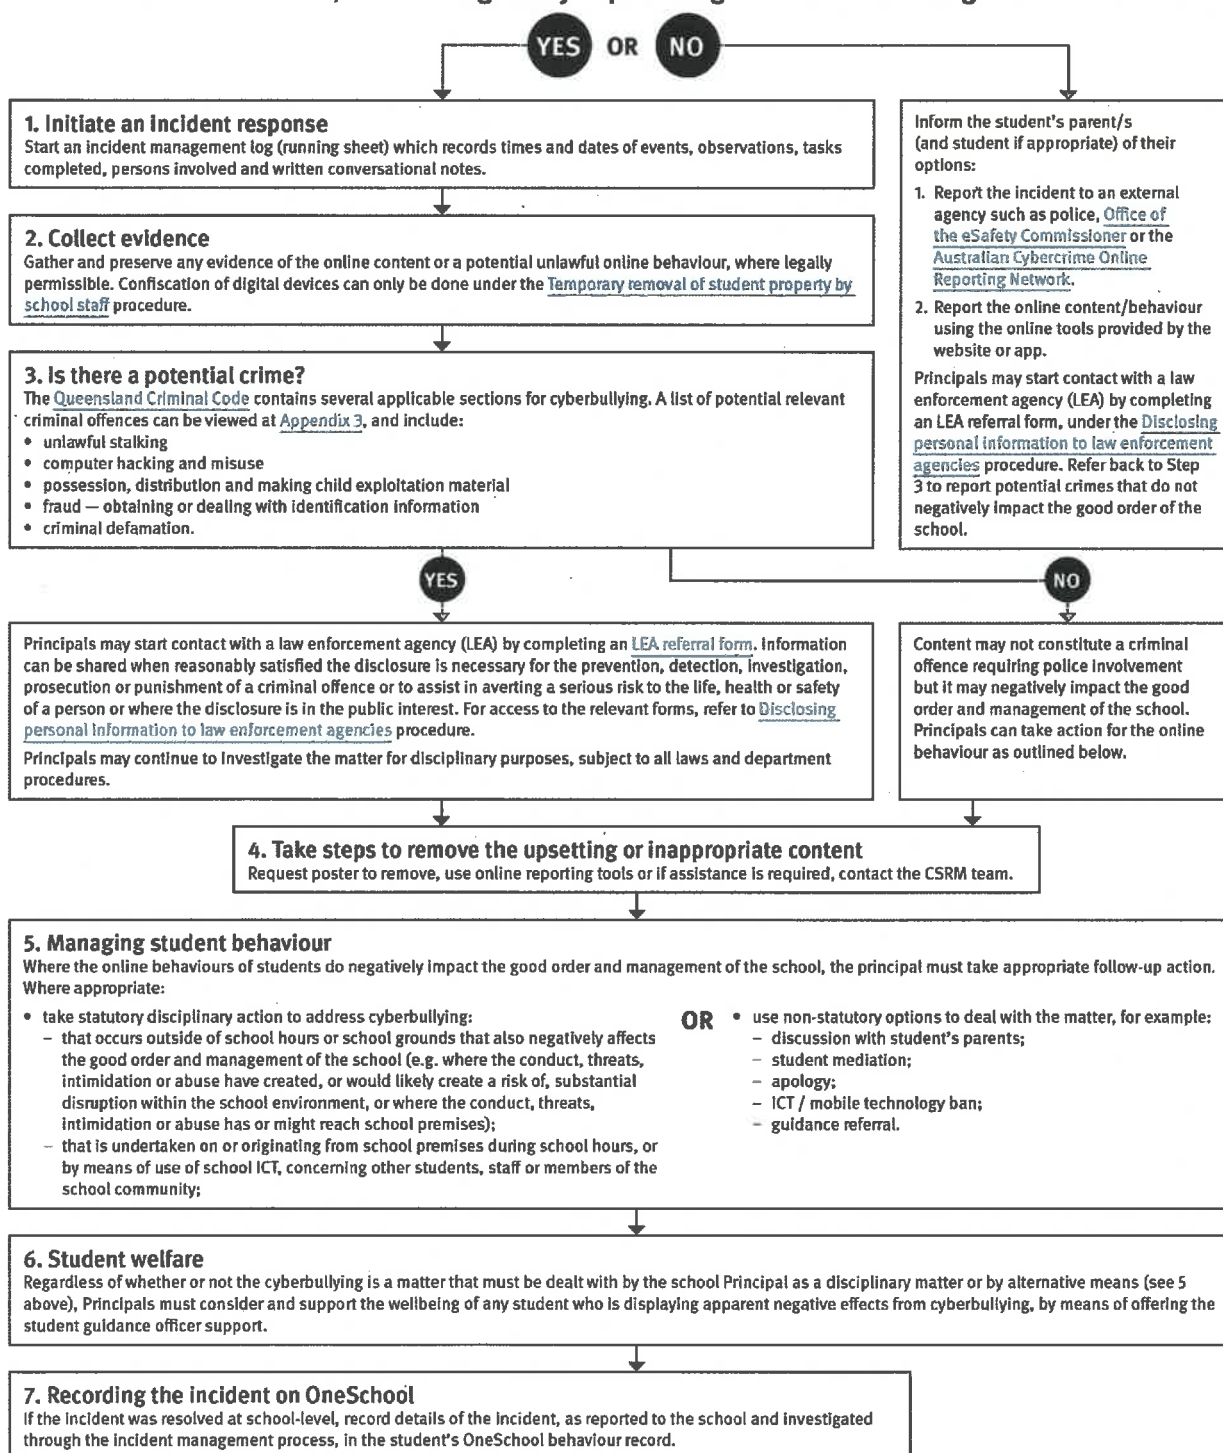 YES OR NO
1. Initiate an incident response
Start an incident management log (running sheet) which records times and dates of events, observations, tasks
completed, persons involved and written conversational notes.
2. Collect evidence
Gather and preserve any evidence of the online content or a potential unlawful online behaviour, where legally
permissible. Confiscation of digital devices can only be done under the Temporary removal of student property by
school staff procedure.
3. Is there a potential crime?
The Queensland Criminal Code contains several applicable sections for cyberbullying. A list of potential relevant
criminal offences can be viewed at Appendix 3, and include:
• unlawful stalking
• computer hacking and misuse
• possession, distribution and making child exploitation material
• fraud — obtaining or dealing with identification information
• criminal defamation.
Inform the student's parent/s
(and student if appropriate) of their
options:
1. Report the incident to an external
agency such as police, Office of
the eSafety Commissioner or the
Australian Cybercrime Online
Reporting Network.
2. Report the online content/behaviour
using the online tools provided by the
website or app.
Principals may start contact with a law
enforcement agency (LEA) by completing
an LEA referral form, under the Disclosing
personal information to law enforcement
agencies procedure. Refer back to Step
3 to report potential crimes that do not
negatively impact the good order of the
school.
YES
NO
Principals may start contact with a law enforcement agency (LEA) by completing an LEA referral form. Information
can be shared when reasonably satisfied the disclosure is necessary for the prevention, detection, investigation,
prosecution or punishment of a criminal offence or to assist in averting a serious risk to the life, health or safety
of a person or where the disclosure is in the public interest. For access to the relevant forms, refer to Disclosing
personal information to law enforcement agencies procedure.
Principals may continue to investigate the matter for disciplinary purposes, subject to all laws and department
procedures.
Content may not constitute a criminal
offence requiring police involvement
but it may negatively impact the good
order and management of the school.
Principals can take action for the online
behaviour as outlined below.
4. Take steps to remove the upsetting or inappropriate content
Request poster to remove, use online reporting tools or if assistance is required, contact the CSRM team.
5. Managing student behaviour
Where the online behaviours of students do negatively impact the good order and management of the school, the principal must take appropriate follow-up action.
Where appropriate:
• take statutory disciplinary action to address cyberbullying:
– that occurs outside of school hours or school grounds that also negatively affects
the good order and management of the school (e.g. where the conduct, threats,
intimidation or abuse have created, or would likely create a risk of, substantial
disruption within the school environment, or where the conduct, threats,
intimidation or abuse has or might reach school premises);
– that is undertaken on or originating from school premises during school hours, or
by means of use of school ICT, concerning other students, staff or members of the
school community;
OR
• use non-statutory options to deal with the matter, for example:
– discussion with student's parents;
– student mediation;
– apology;
– ICT / mobile technology ban;
– guidance referral.
6. Student welfare
Regardless of whether or not the cyberbullying is a matter that must be dealt with by the school Principal as a disciplinary matter or by alternative means (see 5
above), Principals must consider and support the wellbeing of any student who is displaying apparent negative effects from cyberbullying, by means of offering the
student guidance officer support.
7. Recording the incident on OneSchool
If the incident was resolved at school-level, record details of the incident, as reported to the school and investigated
through the incident management process, in the student's OneSchool behaviour record.